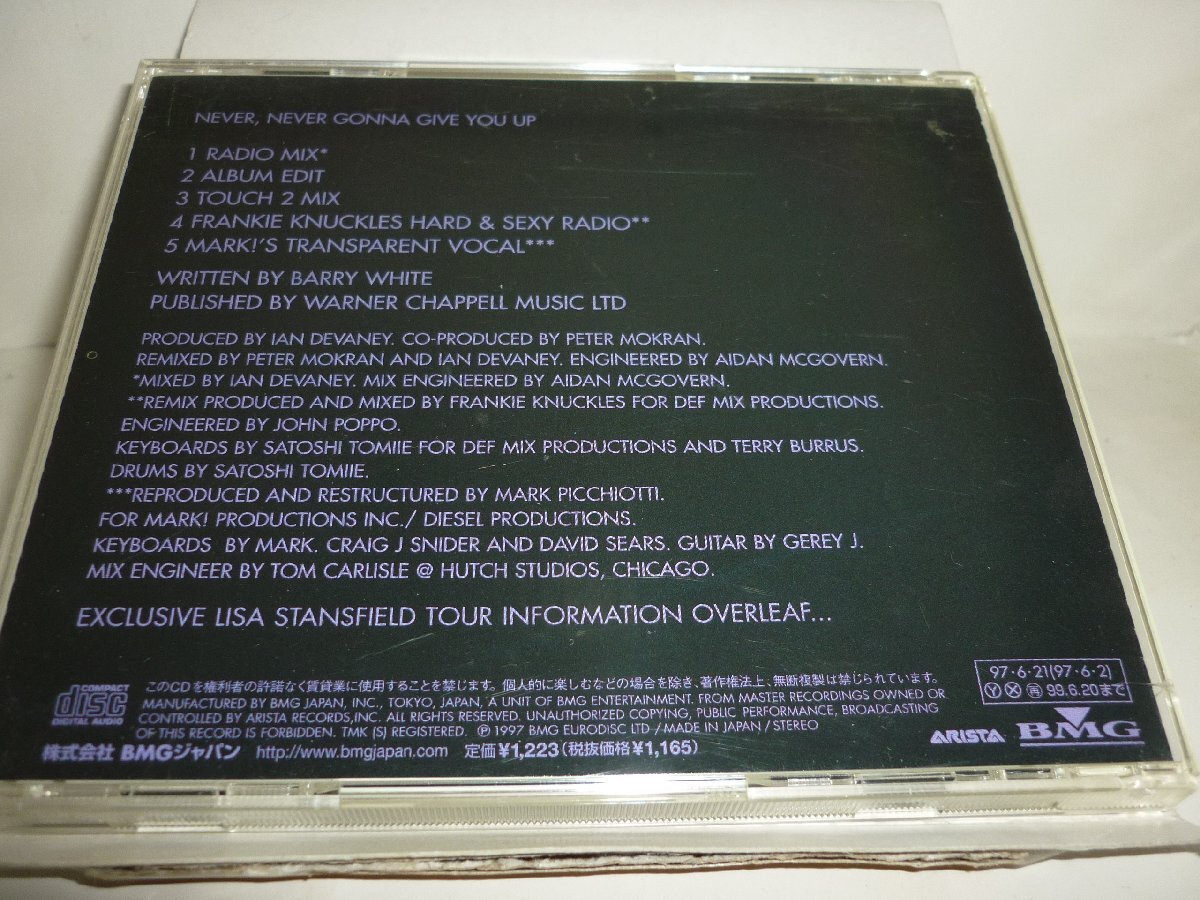 NEVER, NEVER GONNA GIVE YOU UP
1 RADIO MIX*
2 ALBUM EDIT
3 TOUCH 2 MIX
4 FRANKIE KNUCKLES HARD & SEXY RADIO**
5 MARK!'S TRANSPARENT VOCAL***
WRITTEN BY BARRY WHITE
PUBLISHED BY WARNER CHAPPELL MUSIC LTD
PRODUCED BY IAN DEVANEY. CO-PRODUCED BY PETER MOKRAN.
REMIXED BY PETER MOKRAN AND IAN DEVANEY. ENGINEERED BY AIDAN MCGOVERN.
*MIXED BY IAN DEVANEY. MIX ENGINEERED BY AIDAN MCGOVERN.
**REMIX PRODUCED AND MIXED BY FRANKIE KNUCKLES FOR DEF MIX PRODUCTIONS.
ENGINEERED BY JOHN POPPO.
KEYBOARDS BY SATOSHI TOMIIE FOR DEF MIX PRODUCTIONS AND TERRY BURRUS.
DRUMS BY SATOSHI TOMIIE.
***REPRODUCED AND RESTRUCTURED BY MARK PICCHIOTTI.
FOR MARK! PRODUCTIONS INC./ DIESEL PRODUCTIONS.
KEYBOARDS BY MARK. CRAIG J SNIDER AND DAVID SEARS. GUITAR BY GEREY J.
MIX ENGINEER BY TOM CARLISLE @ HUTCH STUDIOS, CHICAGO.
EXCLUSIVE LISA STANSFIELD TOUR INFORMATION OVERLEAF...
97・6・21(97・6・2)
Ⓨ Ⓧ ㊢ 99.6.20まで
COMPACT disc DIGITAL AUDIO
このCDを権利者の許諾なく賃貸業に使用することを禁じます。個人的に楽しむなどの場合を除き、著作権法上、無断複製は禁じられています。
MANUFACTURED BY BMG JAPAN, INC., TOKYO, JAPAN, A UNIT OF BMG ENTERTAINMENT. FROM MASTER RECORDINGS OWNED OR
CONTROLLED BY ARISTA RECORDS,INC. ALL RIGHTS RESERVED. UNAUTHORIZED COPYING, PUBLIC PERFORMANCE, BROADCASTING
OF THIS RECORD IS FORBIDDEN. TMK (S) REGISTERED. Ⓟ 1997 BMG EURODISC LTD / MADE IN JAPAN / STEREO
株式会社 BMGジャパン http://www.bmgjapan.com 定価¥1,223(税抜価格¥1,165)
ARISTA BMG